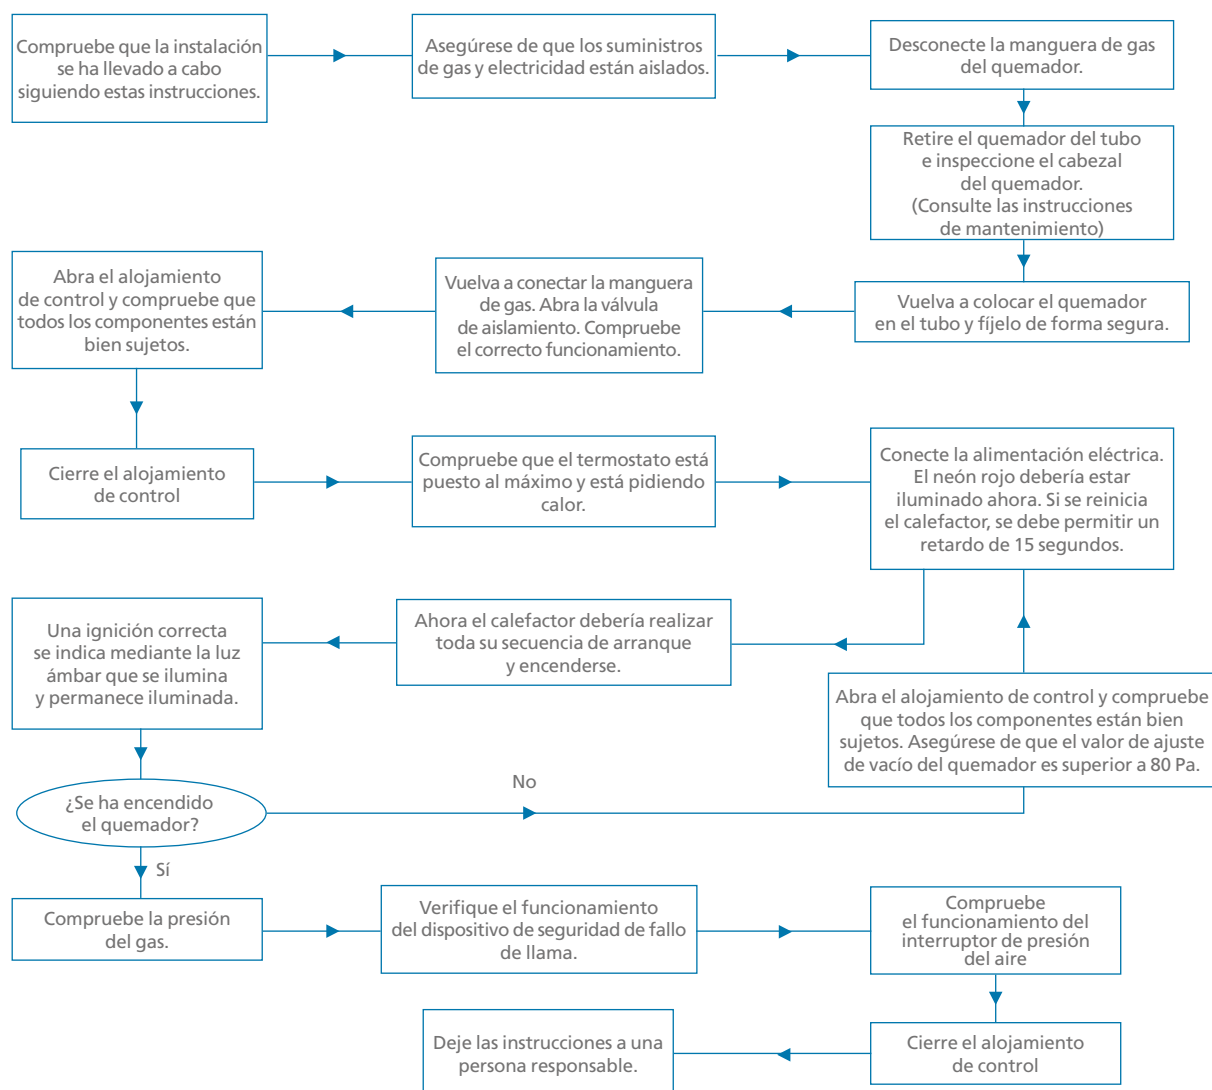 Compruebe que la instalación
se ha llevado a cabo
siguiendo estas instrucciones.
Asegúrese de que los suministros
de gas y electricidad están aislados.
Desconecte la manguera de gas
del quemador.
Retire el quemador del tubo
e inspeccione el cabezal
del quemador.
(Consulte las instrucciones
de mantenimiento)
Vuelva a colocar el quemador
en el tubo y fíjelo de forma segura.
Vuelva a conectar la manguera
de gas. Abra la válvula
de aislamiento. Compruebe
el correcto funcionamiento.
Abra el alojamiento
de control y compruebe que
todos los componentes están
bien sujetos.
Cierre el alojamiento
de control
Compruebe que el termostato está
puesto al máximo y está pidiendo
calor.
Conecte la alimentación eléctrica.
El neón rojo debería estar
iluminado ahora. Si se reinicia
el calefactor, se debe permitir un
retardo de 15 segundos.
Ahora el calefactor debería realizar
toda su secuencia de arranque
y encenderse.
Una ignición correcta
se indica mediante la luz
ámbar que se ilumina
y permanece iluminada.
¿Se ha encendido
el quemador?
No
Abra el alojamiento de control y compruebe
que todos los componentes están bien
sujetos. Asegúrese de que el valor de ajuste
de vacío del quemador es superior a 80 Pa.
Sí
Compruebe la presión
del gas.
Verifique el funcionamiento
del dispositivo de seguridad de fallo
de llama.
Compruebe
el funcionamiento del
interruptor de presión
del aire
Cierre el alojamiento
de control
Deje las instrucciones a una
persona responsable.